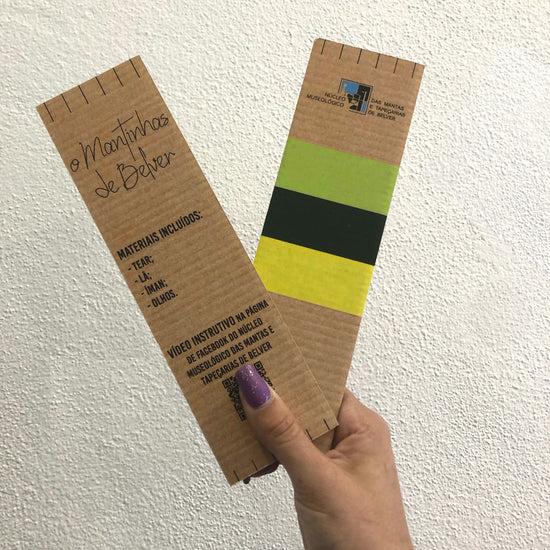 o Mantinhas
de Belver
MATERIAIS INCLUÍDOS:
- TEAR;
- LÃ;
- ÍMAN;
- OLHOS.
VÍDEO INSTRUTIVO NA PÁGINA
DE FACEBOOK DO NÚCLEO
MUSEOLÓGICO DAS MANTAS E
TAPEÇARIAS DE BELVER
NÚCLEO
MUSEOLÓGICO
DAS MANTAS
E TAPEÇARIAS
DE BELVER